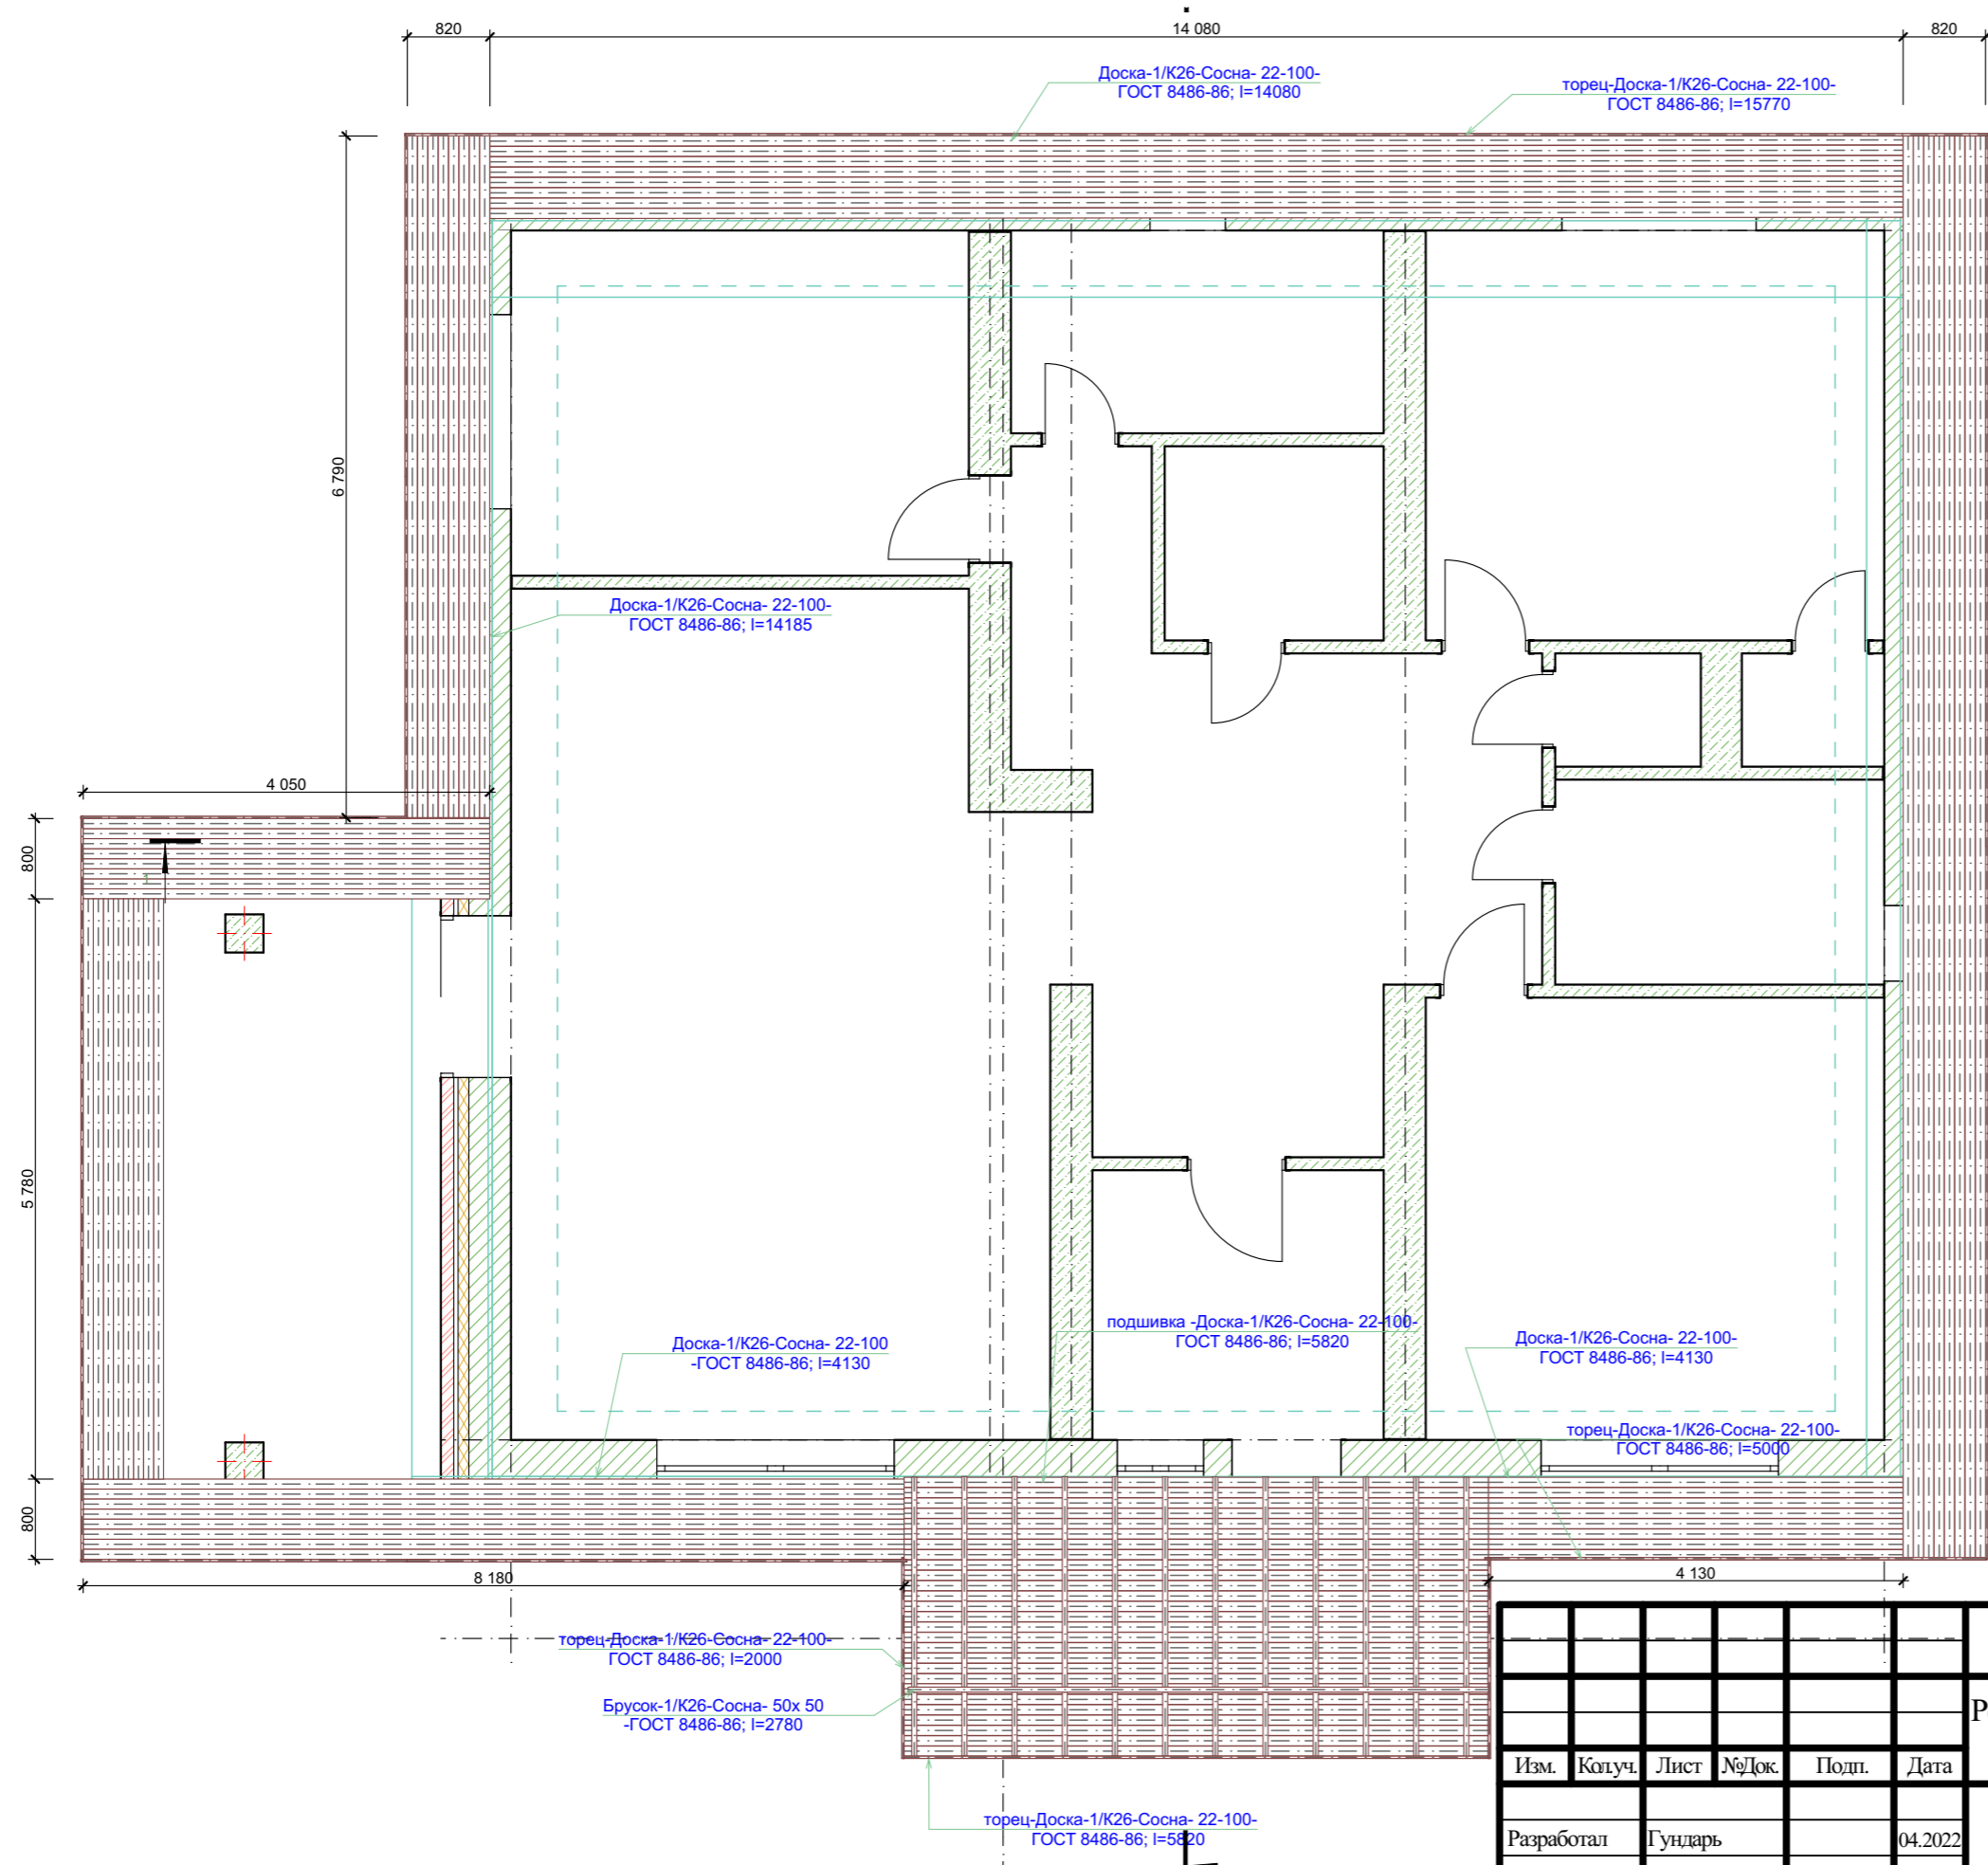 820
14 080
820
Доска-1/К26-Сосна- 22-100-
ГОСТ 8486-86; l=14080
торец-Доска-1/К26-Сосна- 22-100-
ГОСТ 8486-86; l=15770
6 790
Доска-1/К26-Сосна- 22-100-
ГОСТ 8486-86; l=14185
4 050
800
1
5 780
подшивка -Доска-1/К26-Сосна- 22-100-
ГОСТ 8486-86; l=5820
Доска-1/К26-Сосна- 22-100
-ГОСТ 8486-86; l=4130
Доска-1/К26-Сосна- 22-100-
ГОСТ 8486-86; l=4130
торец-Доска-1/К26-Сосна- 22-100-
ГОСТ 8486-86; l=5000
800
8 180
4 130
торец-Доска-1/К26-Сосна- 22-100-
ГОСТ 8486-86; l=2000
Брусок-1/К26-Сосна- 50х 50
-ГОСТ 8486-86; l=2780
торец-Доска-1/К26-Сосна- 22-100-
ГОСТ 8486-86; l=5820
Р
Изм. Кол.уч. Лист №Док. Подп. Дата
Разработал Гундарь 04.2022